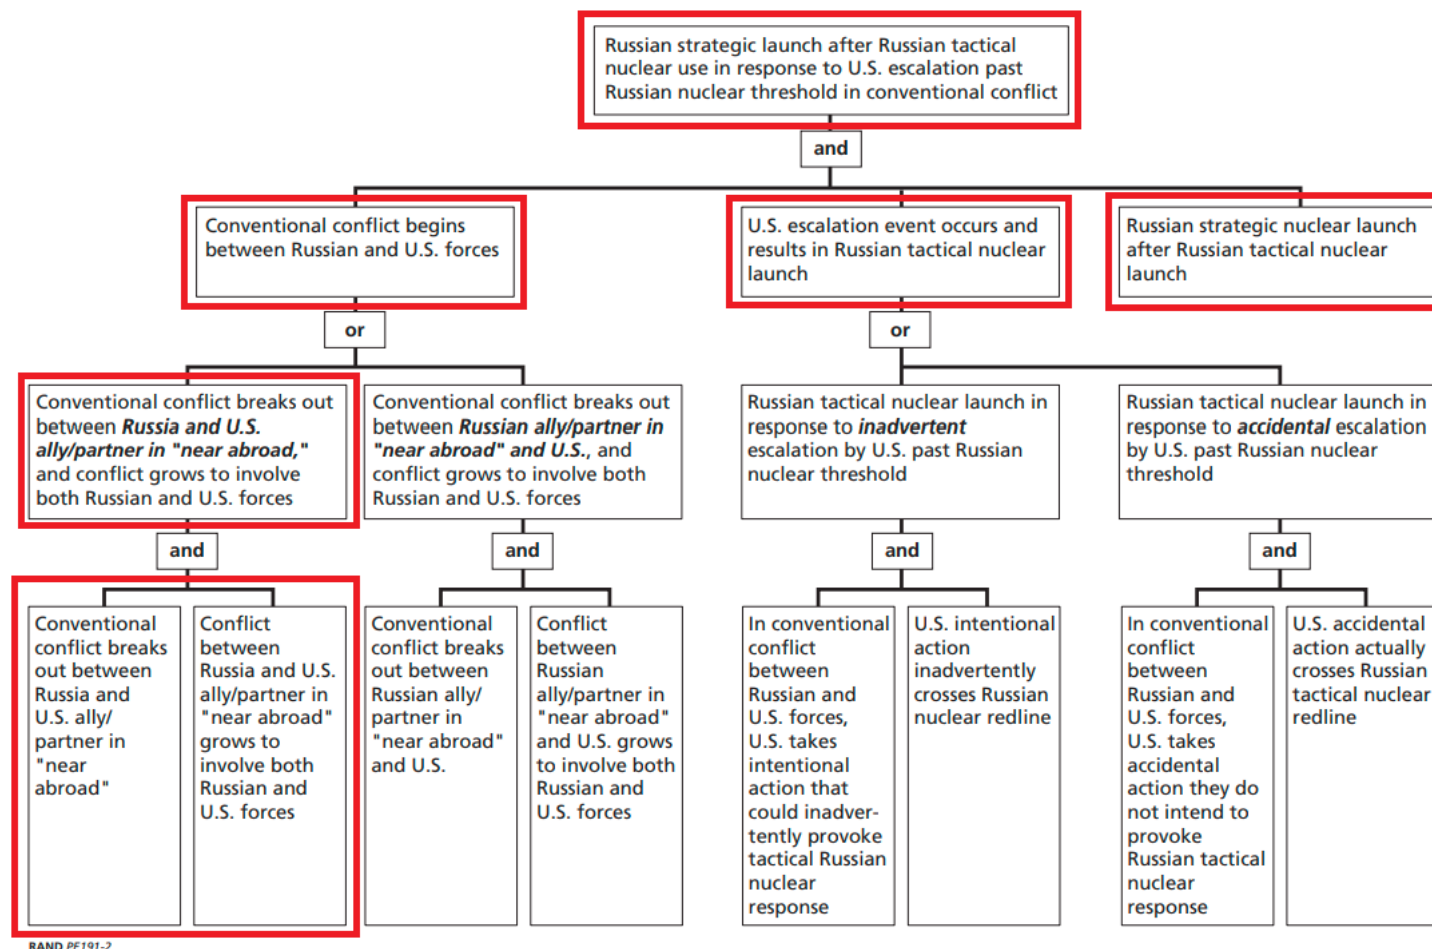 Russian strategic launch after Russian tactical
nuclear use in response to U.S. escalation past
Russian nuclear threshold in conventional conflict
and
Conventional conflict begins
between Russian and U.S. forces
U.S. escalation event occurs and
results in Russian tactical nuclear
launch
Russian strategic nuclear launch
after Russian tactical nuclear
launch
or
or
Conventional conflict breaks out
between Russia and U.S.
ally/partner in "near abroad,"
and conflict grows to involve
both Russian and U.S. forces
Conventional conflict breaks out
between Russian ally/partner in
"near abroad" and U.S., and
conflict grows to involve both
Russian and U.S. forces
Russian tactical nuclear launch in
response to inadvertent
escalation by U.S. past Russian
nuclear threshold
Russian tactical nuclear launch in
response to accidental escalation
by U.S. past Russian nuclear
threshold
and
and
and
and
Conventional
conflict breaks
out between
Russia and
U.S. ally/
partner in
"near
abroad"
Conflict
between
Russia and U.S.
ally/partner in
"near abroad"
grows to
involve both
Russian and
U.S. forces
Conventional
conflict breaks
out between
Russian ally/
partner in
"near abroad"
and U.S.
Conflict
between
Russian
ally/partner in
"near abroad"
and U.S. grows
to involve both
Russian and
U.S. forces
In conventional
conflict
between
Russian and
U.S. forces,
U.S. takes
intentional
action that
could inadver-
tently provoke
tactical Russian
nuclear
response
U.S. intentional
action
inadvertently
crosses Russian
nuclear redline
In conventional
conflict
between
Russian and
U.S. forces,
U.S. takes
accidental
action they do
not intend to
provoke
Russian tactical
nuclear
response
U.S. accidental
action actually
crosses Russian
tactical nuclear
redline
RAND PE191-2